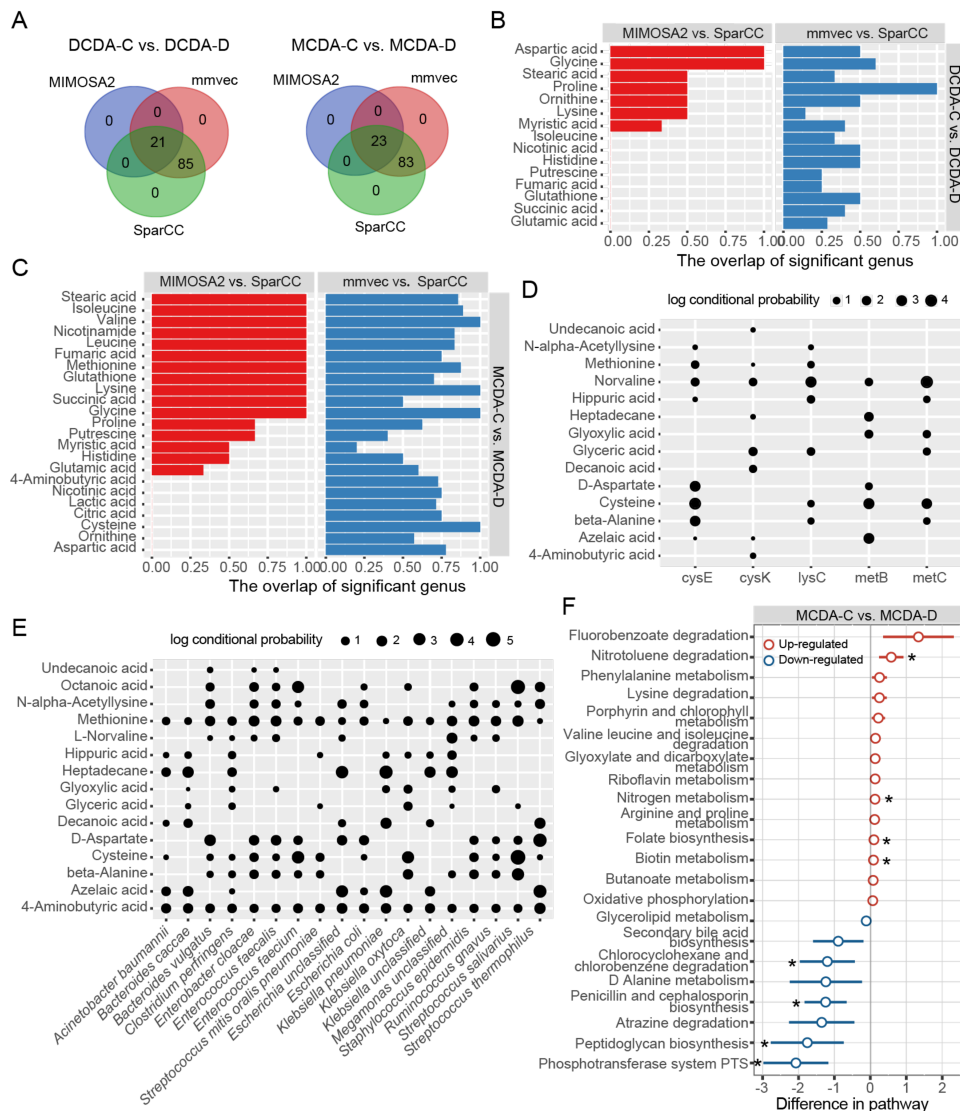 A
DCDA-C vs. DCDA-D
MCDA-C vs. MCDA-D
MIMOSA2
mmvec
0
0
0
21
0
85
0
SparCC
MIMOSA2
mmvec
0
0
0
23
0
83
0
SparCC
B
MIMOSA2 vs. SparCC
mmvec vs. SparCC
Aspartic acid
Glycine
Stearic acid
Proline
Ornithine
Lysine
Myristic acid
Isoleucine
Nicotinic acid
Histidine
Putrescine
Fumaric acid
Glutathione
Succinic acid
Glutamic acid
DCDA-C vs. DCDA-D
0.00 0.25 0.50 0.75 1.00
0.00 0.25 0.50 0.75 1.00
The overlap of significant genus
C
MIMOSA2 vs. SparCC
mmvec vs. SparCC
Stearic acid
Isoleucine
Valine
Nicotinamide
Leucine
Fumaric acid
Methionine
Glutathione
Lysine
Succinic acid
Glycine
Proline
Putrescine
Myristic acid
Histidine
Glutamic acid
4-Aminobutyric acid
Nicotinic acid
Lactic acid
Citric acid
Cysteine
Ornithine
Aspartic acid
MCDA-C vs. MCDA-D
0.00 0.25 0.50 0.75 1.00
0.00 0.25 0.50 0.75 1.00
The overlap of significant genus
D
log conditional probability 1 2 3 4
Undecanoic acid
N-alpha-Acetyllysine
Methionine
Norvaline
Hippuric acid
Heptadecane
Glyoxylic acid
Glyceric acid
Decanoic acid
D-Aspartate
Cysteine
beta-Alanine
Azelaic acid
4-Aminobutyric acid
cysE cysK lysC metB metC
E
log conditional probability 1 2 3 4 5
Undecanoic acid
Octanoic acid
N-alpha-Acetyllysine
Methionine
L-Norvaline
Hippuric acid
Heptadecane
Glyoxylic acid
Glyceric acid
Decanoic acid
D-Aspartate
Cysteine
beta-Alanine
Azelaic acid
4-Aminobutyric acid
Acinetobacter baumannii
Bacteroides caccae
Bacteroides vulgatus
Clostridium perfringens
Enterobacter cloacae
Enterococcus faecalis
Enterococcus faecium
Streptococcus mitis oralis pneumoniae
Escherichia unclassified
Escherichia coli
Klebsiella pneumoniae
Klebsiella oxytoca
Klebsiella unclassified
Megamonas unclassified
Staphylococcus epidermidis
Ruminococcus gnavus
Streptococcus salivarius
Streptococcus thermophilus
F
MCDA-C vs. MCDA-D
Up-regulated
Down-regulated
Fluorobenzoate degradation
Nitrotoluene degradation *
Phenylalanine metabolism
Lysine degradation
Porphyrin and chlorophyll
metabolism
Valine leucine and isoleucine
degradation
Glyoxylate and dicarboxylate
metabolism
Riboflavin metabolism
Nitrogen metabolism *
Arginine and proline
metabolism
Folate biosynthesis *
Biotin metabolism *
Butanoate metabolism
Oxidative phosphorylation
Glycerolipid metabolism
Secondary bile acid
biosynthesis
Chlorocyclohexane and *
chlorobenzene degradation
D Alanine metabolism
Penicillin and cephalosporin *
biosynthesis
Atrazine degradation
Peptidoglycan biosynthesis *
Phosphotransferase system PTS *
-3 -2 -1 0 1 2
Difference in pathway